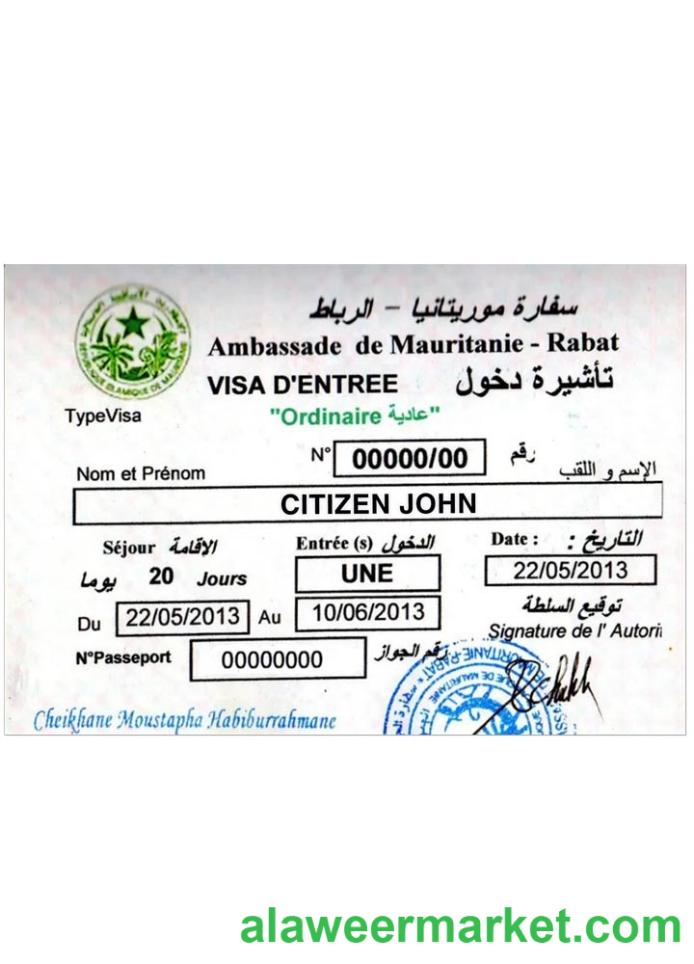 سفارة موريتانيا – الرباط
Ambassade de Mauritanie - Rabat
VISA D'ENTREE تأشيرة دخول
TypeVisa "Ordinaire عادية"
N° 00000/00 رقم
Nom et Prénom الإسم و اللقب
CITIZEN JOHN
Séjour الاقامة Entrée (s) الدخول Date : التاريخ :
يوما 20 Jours UNE 22/05/2013
Du 22/05/2013 Au 10/06/2013 توقيع السلطة
Signature de l' Autori
N°Passeport 00000000 رقم الجواز
Cheikhane Moustapha Habiburrahmane
alaweermarket.com